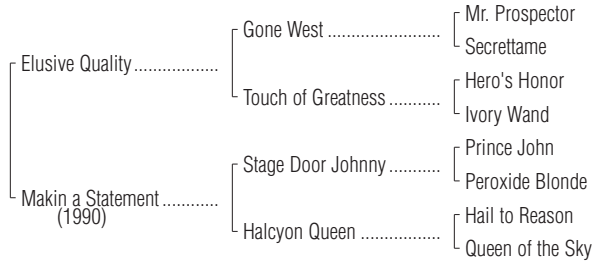 Mr. Prospector
Gone West
Secrettame
Elusive Quality
Hero's Honor
Touch of Greatness
Ivory Wand
Prince John
Stage Door Johnny
Peroxide Blonde
Makin a Statement
(1990)
Hail to Reason
Halcyon Queen
Queen of the Sky